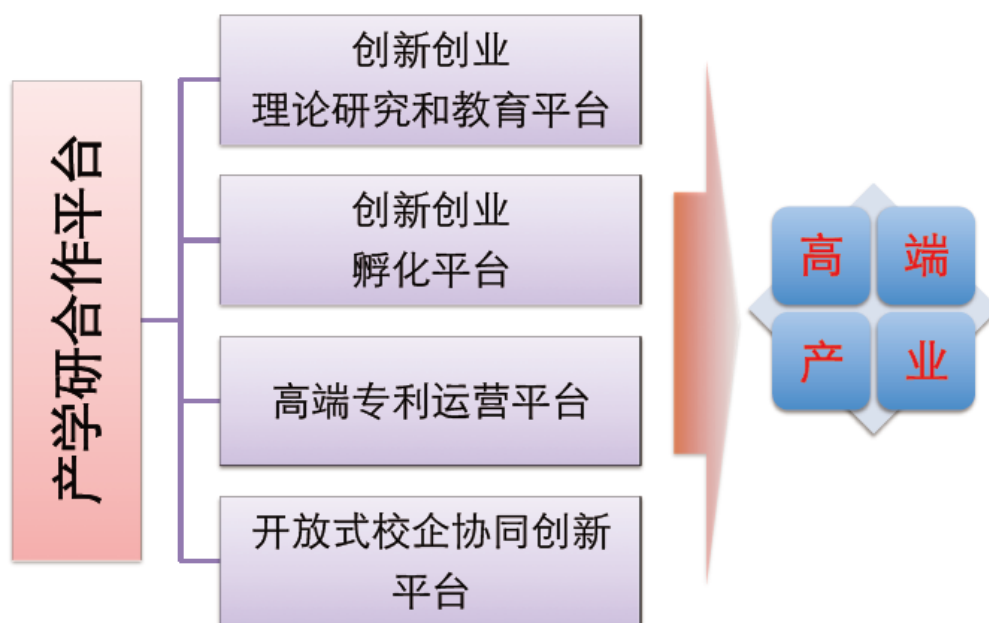 产学研合作平台
创新创业
理论研究和教育平台
创新创业
孵化平台
高端专利运营平台
开放式校企协同创新
平台
高 端
产 业